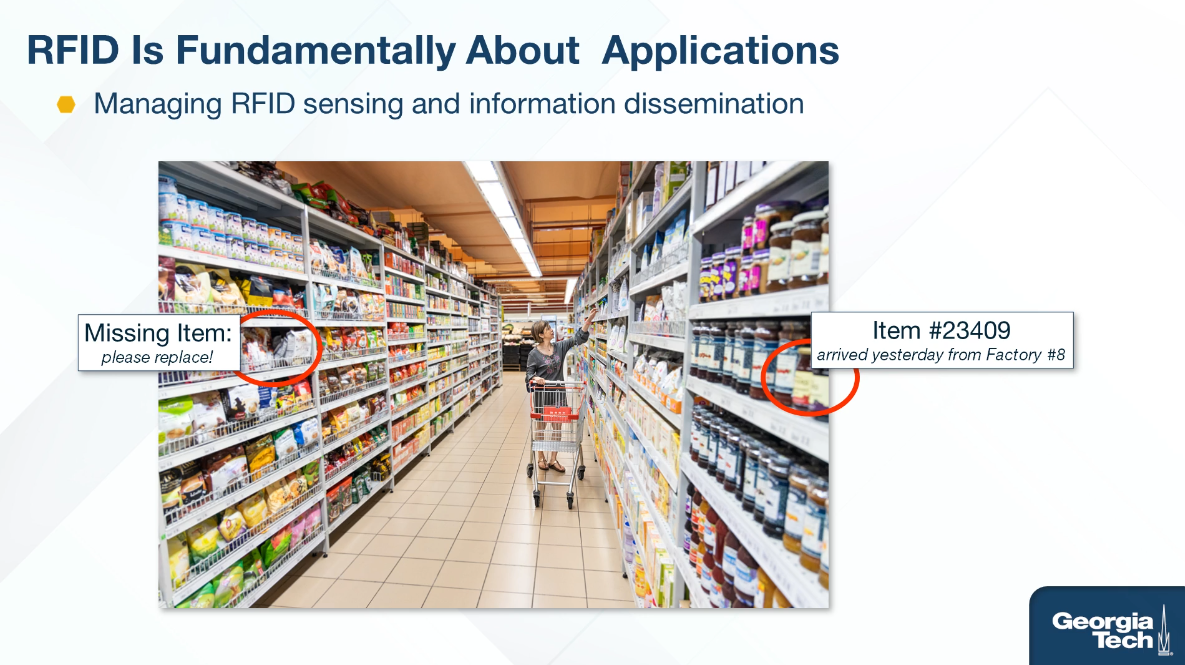 RFID Is Fundamentally About  Applications
Managing RFID sensing and information dissemination
Missing Item:
please replace!
Item #23409
arrived yesterday from Factory #8
Georgia
Tech